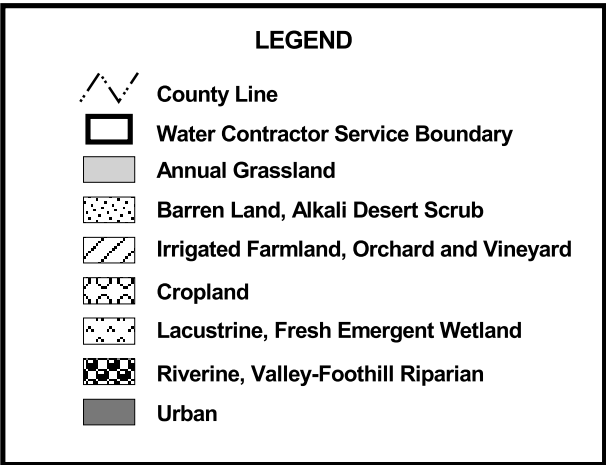 LEGEND
County Line
Water Contractor Service Boundary
Annual Grassland
Barren Land, Alkali Desert Scrub
Irrigated Farmland, Orchard and Vineyard
Cropland
Lacustrine, Fresh Emergent Wetland
Riverine, Valley-Foothill Riparian
Urban